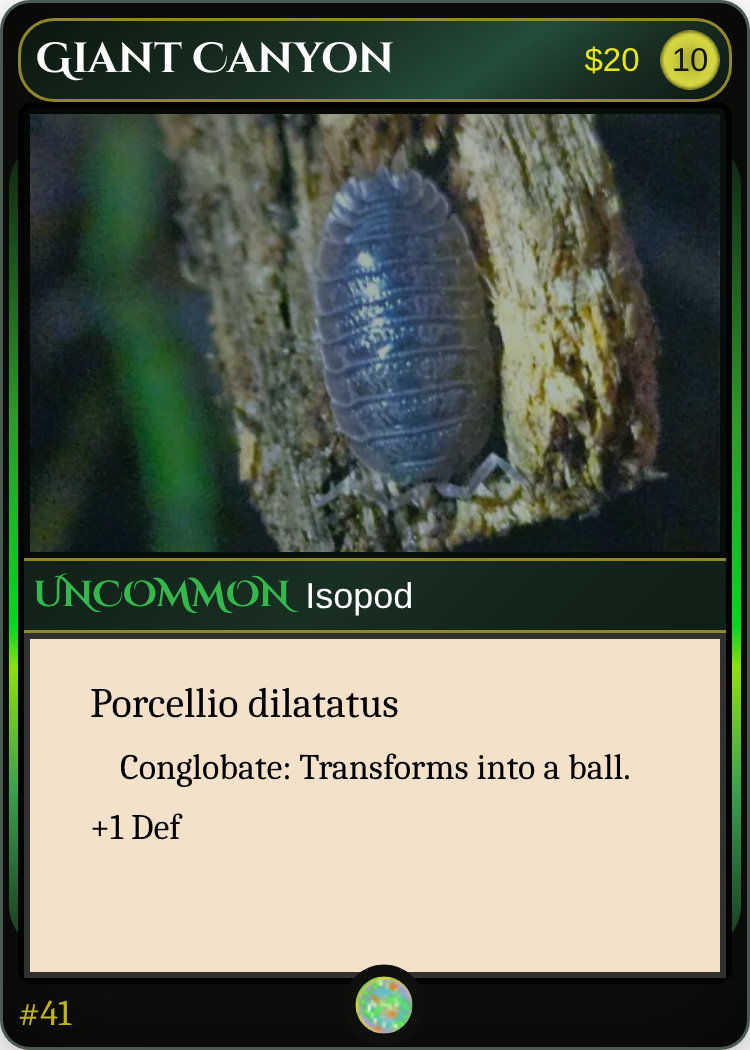 Giant Canyon $20 10
Uncommon Isopod
Porcellio dilatatus
Conglobate: Transforms into a ball.
+1 Def
#41